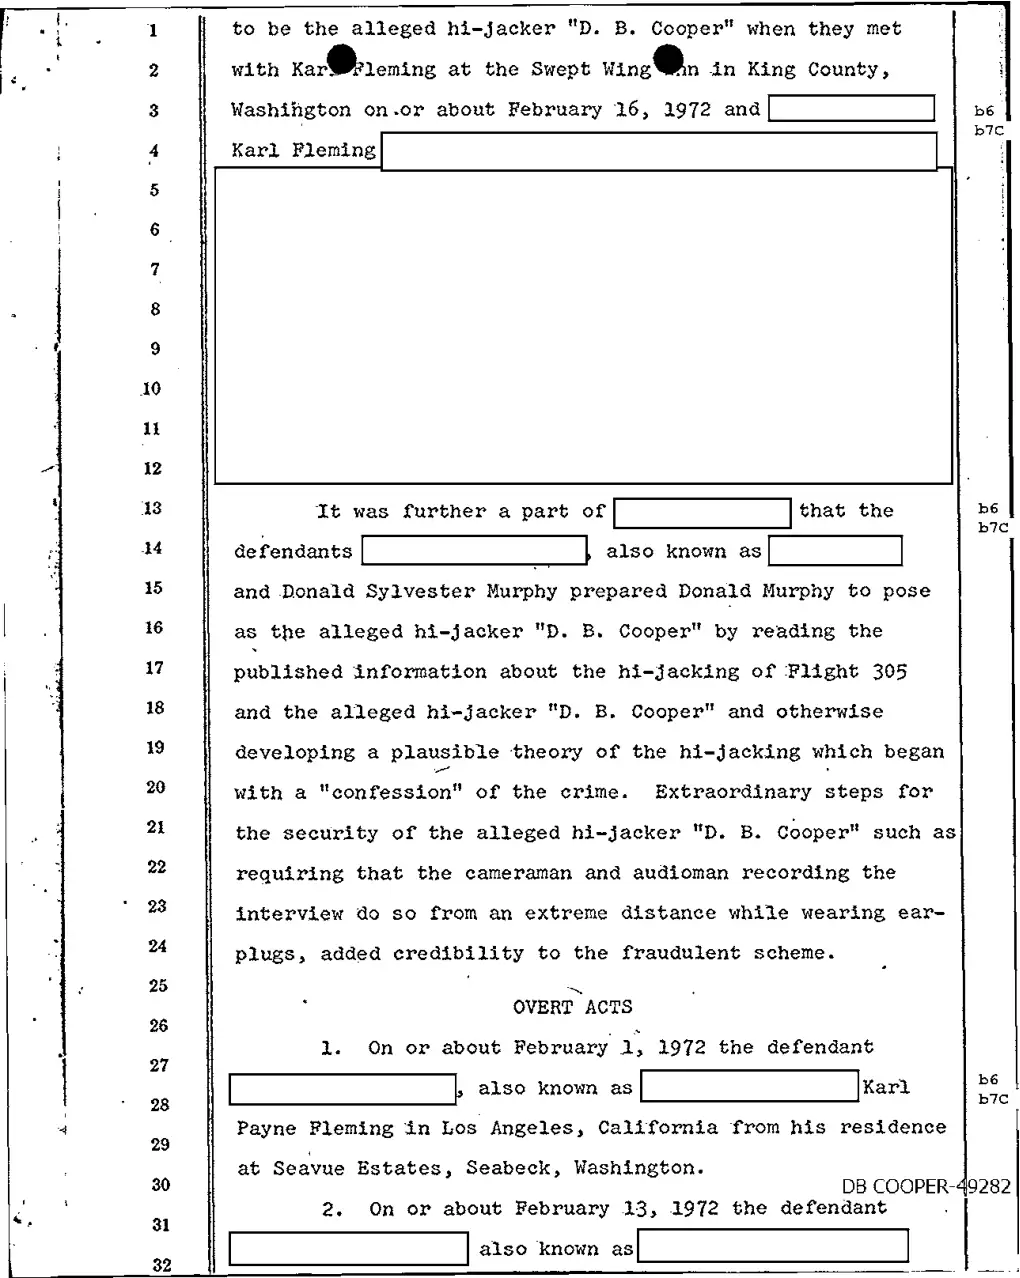 1 to be the alleged hi-jacker "D. B. Cooper" when they met
2 with Karl Fleming at the Swept Wing Inn in King County,
3 Washington on or about February 16, 1972 and b6
b7C
4 Karl Fleming
5
6
7
8
9
10
11
12
13 It was further a part of that the b6
b7C
14 defendants , also known as
15 and Donald Sylvester Murphy prepared Donald Murphy to pose
16 as the alleged hi-jacker "D. B. Cooper" by reading the
17 published information about the hi-jacking of Flight 305
18 and the alleged hi-jacker "D. B. Cooper" and otherwise
19 developing a plausible theory of the hi-jacking which began
20 with a "confession" of the crime. Extraordinary steps for
21 the security of the alleged hi-jacker "D. B. Cooper" such as
22 requiring that the cameraman and audioman recording the
23 interview do so from an extreme distance while wearing ear-
24 plugs, added credibility to the fraudulent scheme.
25
OVERT ACTS
26
1. On or about February 1, 1972 the defendant
27
, also known as Karl b6
b7C
28
Payne Fleming in Los Angeles, California from his residence
29
at Seavue Estates, Seabeck, Washington.
30 DB COOPER-49282
2. On or about February 13, 1972 the defendant
31
also known as
32